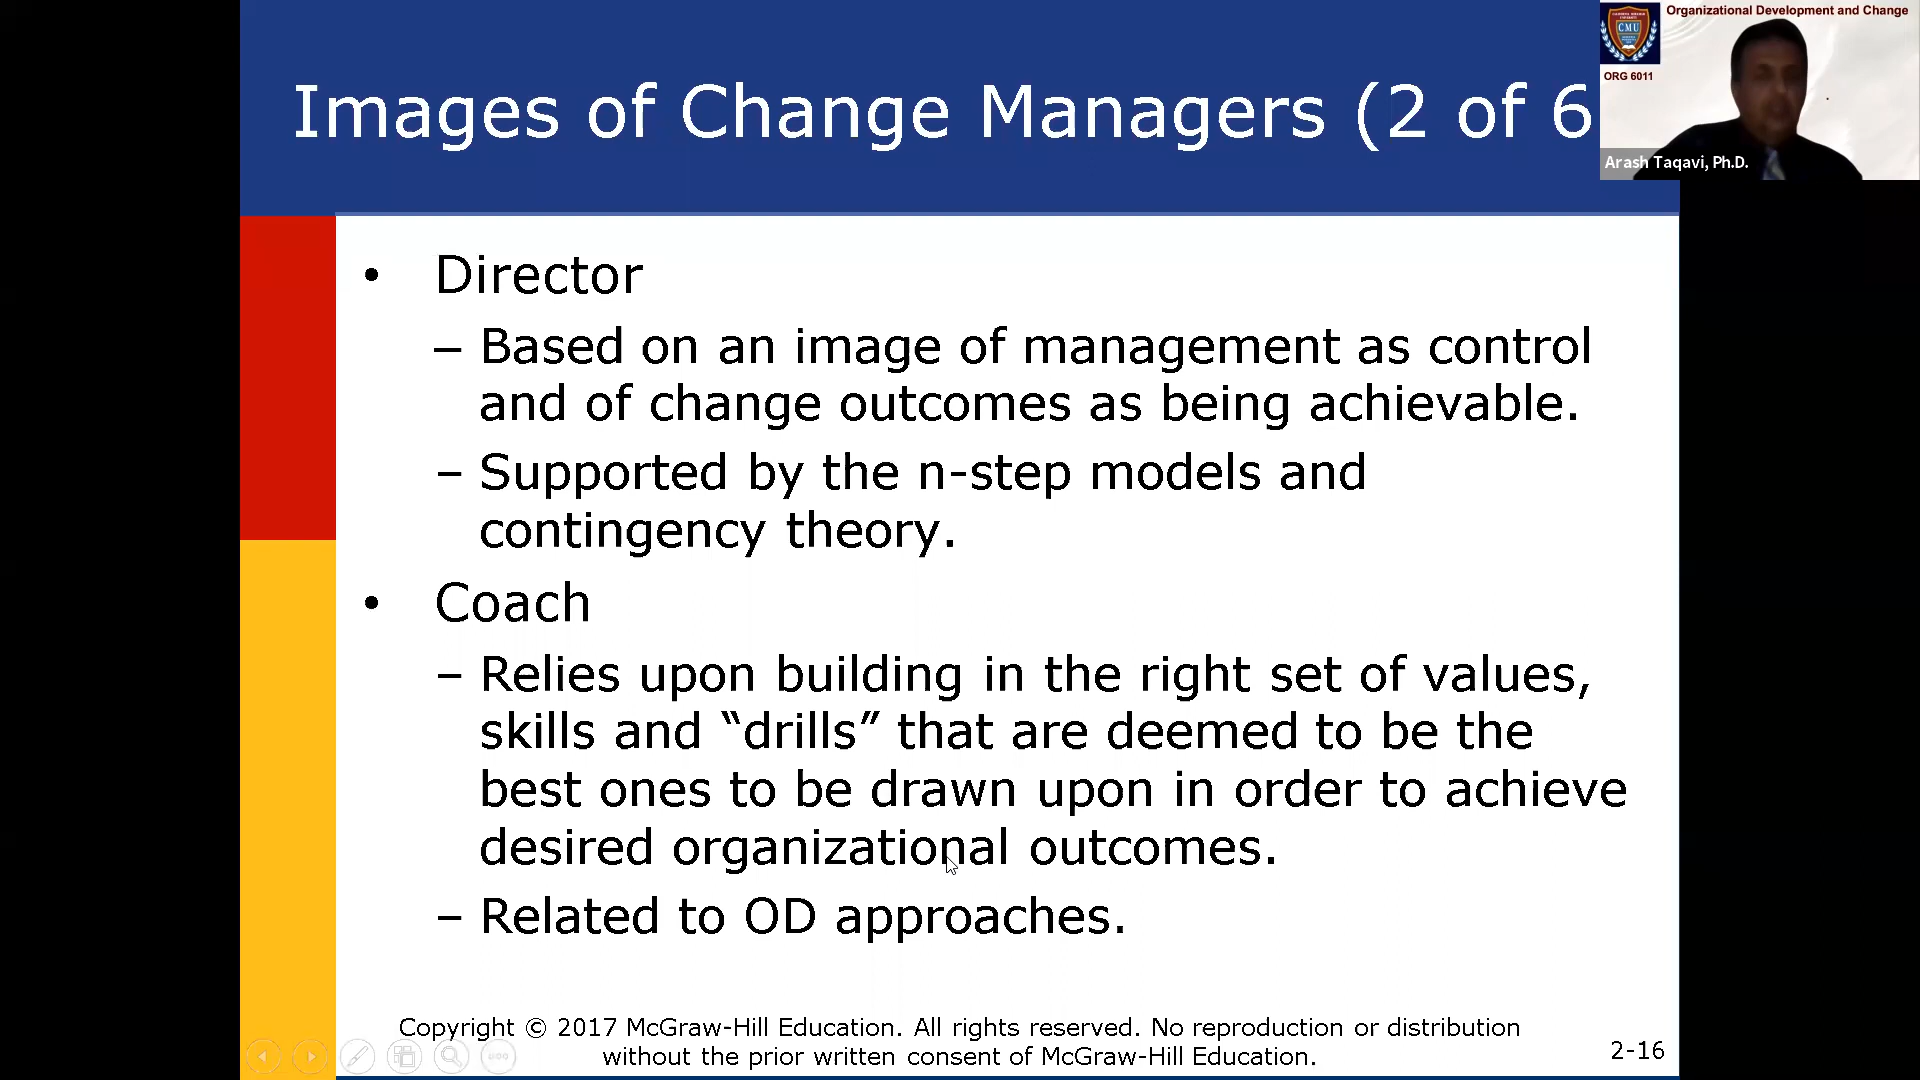 Images of Change Managers (2 of 6
Organizational Development and Change
CMU
ORG 6011
Arash Taqavi, Ph.D.
• Director
– Based on an image of management as control
and of change outcomes as being achievable.
– Supported by the n-step models and
contingency theory.
• Coach
– Relies upon building in the right set of values,
skills and “drills” that are deemed to be the
best ones to be drawn upon in order to achieve
desired organizational outcomes.
– Related to OD approaches.
Copyright © 2017 McGraw-Hill Education. All rights reserved. No reproduction or distribution
without the prior written consent of McGraw-Hill Education.
2-16